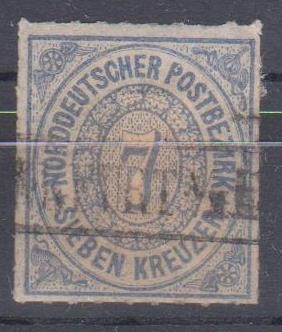 NORDDEUTSCHER POSTBEZIRK
7
SIEBEN KREUZER